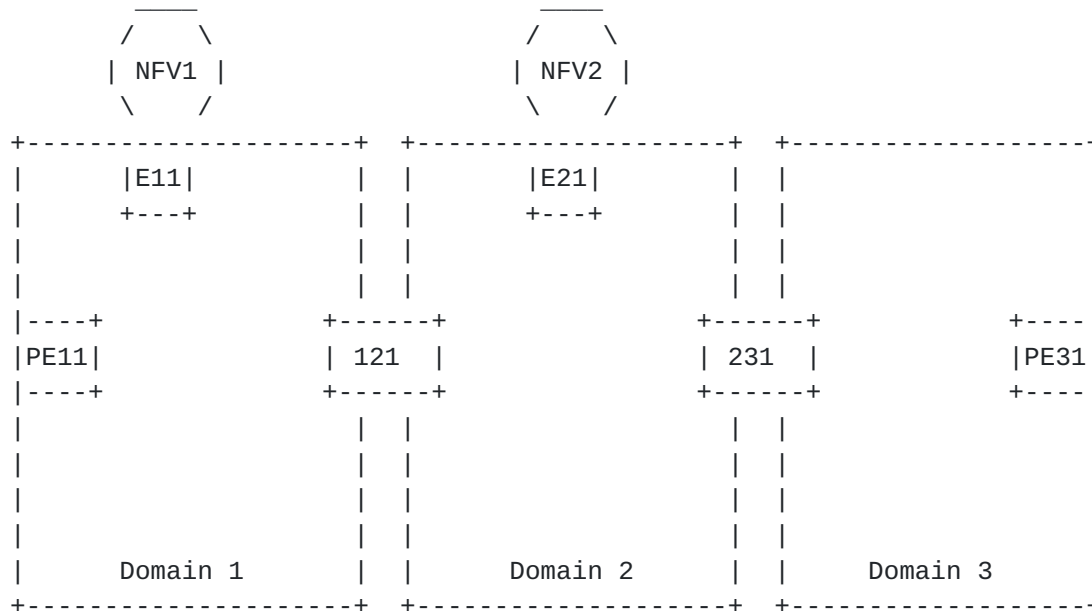 NFV1 NFV2
E11 E21
PE11 121 231 PE31
Domain 1 Domain 2 Domain 3